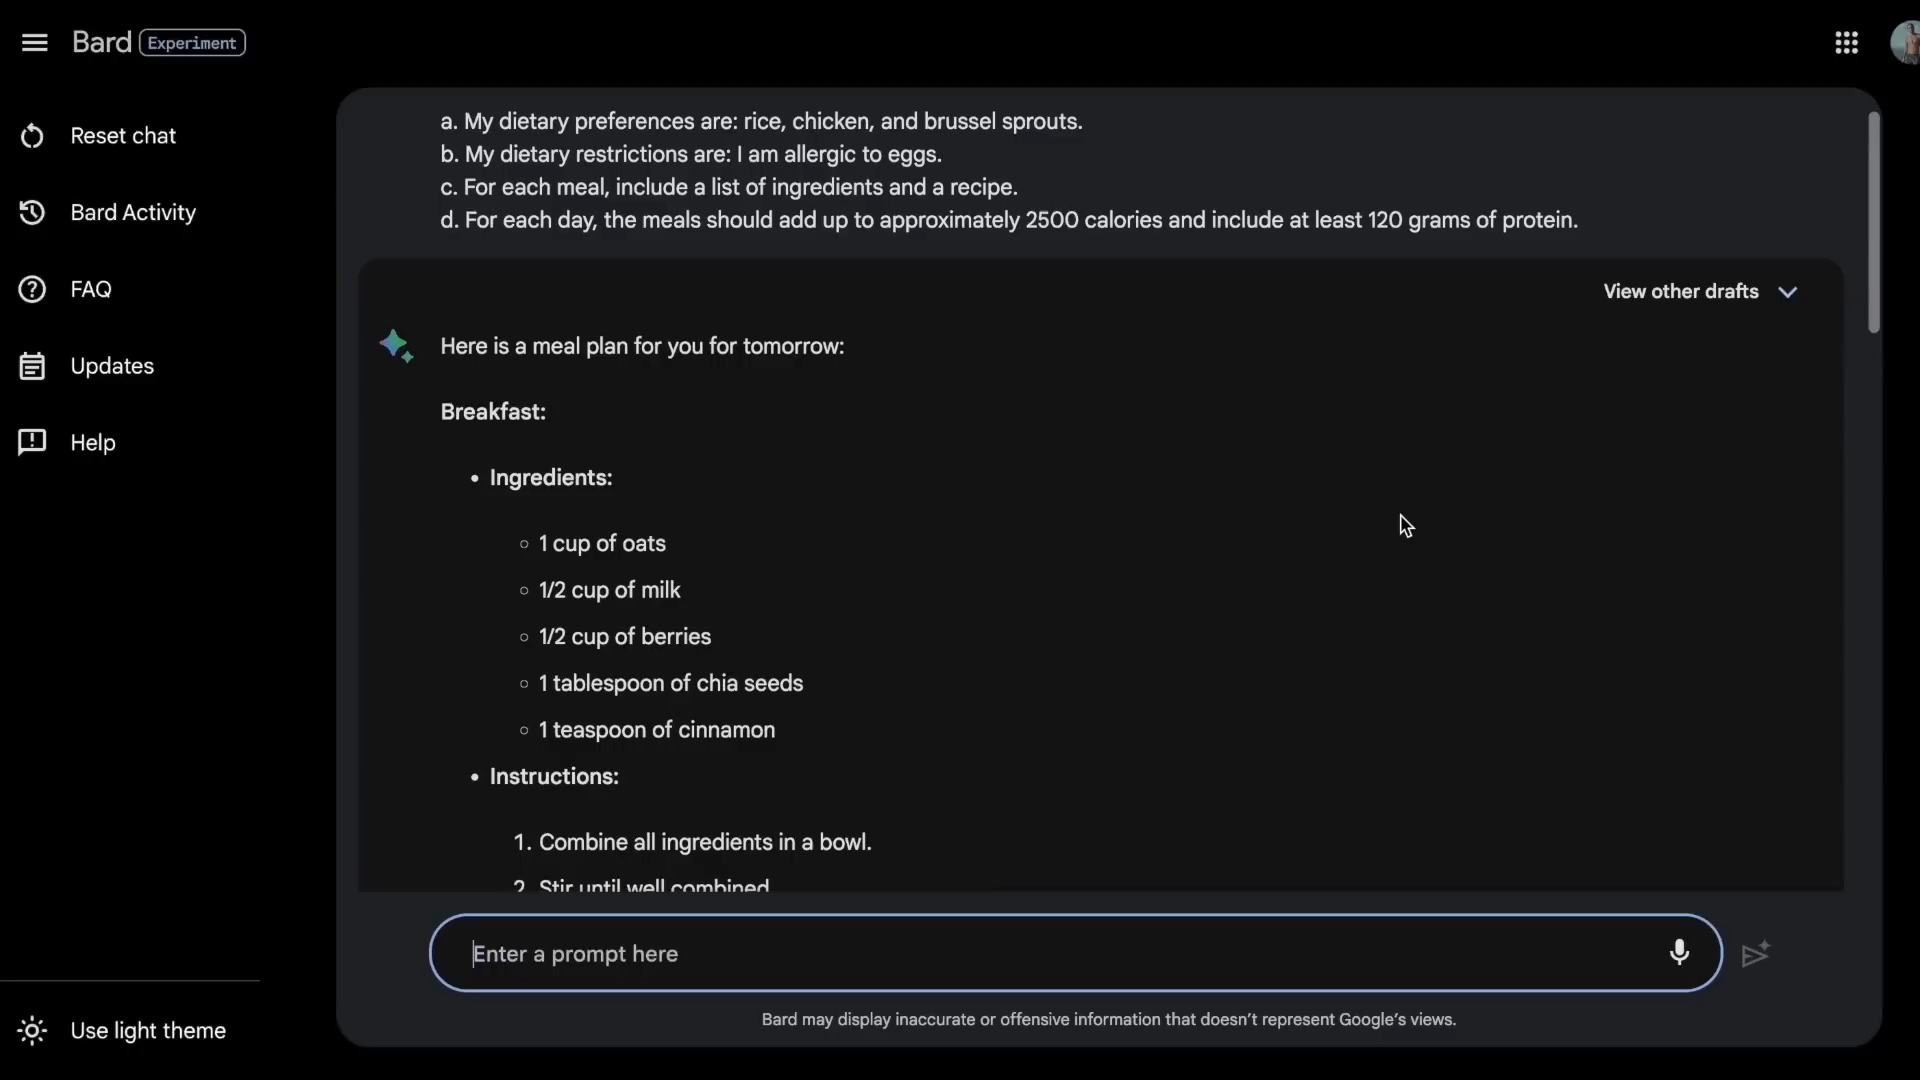 Bard Experiment
Reset chat
Bard Activity
FAQ
Updates
Help
Use light theme
a. My dietary preferences are: rice, chicken, and brussel sprouts.
b. My dietary restrictions are: I am allergic to eggs.
c. For each meal, include a list of ingredients and a recipe.
d. For each day, the meals should add up to approximately 2500 calories and include at least 120 grams of protein.
View other drafts
Here is a meal plan for you for tomorrow:
Breakfast:
• Ingredients:
○ 1 cup of oats
○ 1/2 cup of milk
○ 1/2 cup of berries
○ 1 tablespoon of chia seeds
○ 1 teaspoon of cinnamon
• Instructions:
1. Combine all ingredients in a bowl.
2. Stir until well combined
Enter a prompt here
Bard may display inaccurate or offensive information that doesn't represent Google's views.